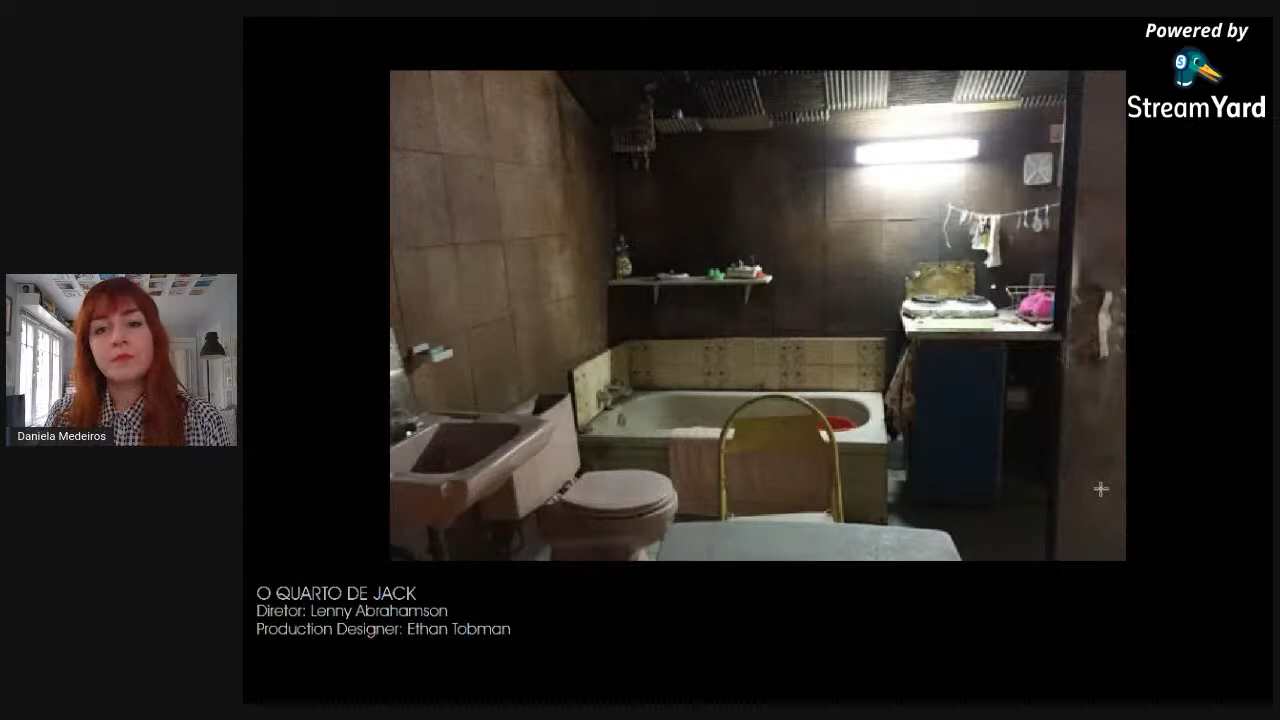 Powered by
StreamYard
Daniela Medeiros
O QUARTO DE JACK
Diretor: Lenny Abrahamson
Production Designer: Ethan Tobman